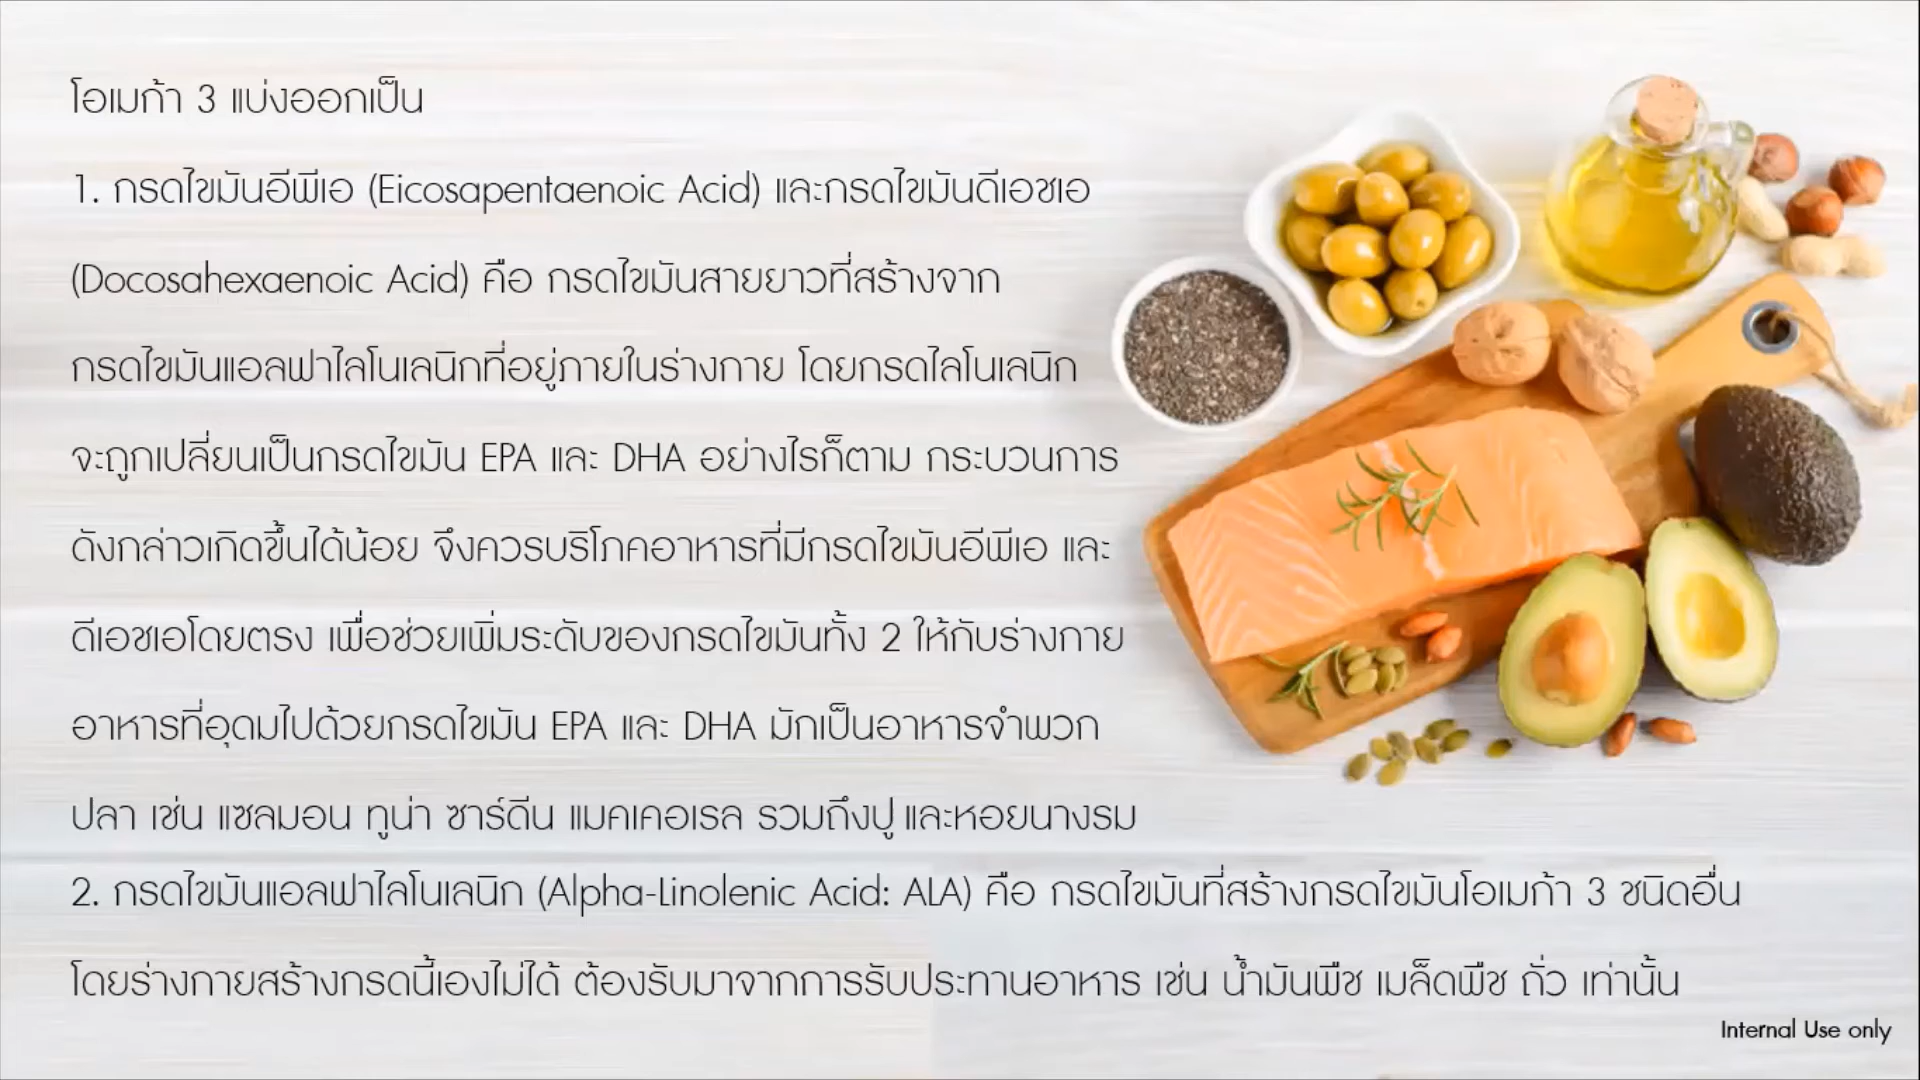 โอเมก้า 3 แบ่งออกเป็น
1. กรดไขมันอีพีเอ (Eicosapentaenoic Acid) และกรดไขมันดีเอชเอ
(Docosahexaenoic Acid) คือ กรดไขมันสายยาวที่สร้างจาก
กรดไขมันแอลฟาไลโนเลนิกที่อยู่ภายในร่างกาย โดยกรดไลโนเลนิก
จะถูกเปลี่ยนเป็นกรดไขมัน EPA และ DHA อย่างไรก็ตาม กระบวนการ
ดังกล่าวเกิดขึ้นได้น้อย จึงควรบริโภคอาหารที่มีกรดไขมันอีพีเอ และ
ดีเอชเอโดยตรง เพื่อช่วยเพิ่มระดับของกรดไขมันทั้ง 2 ให้กับร่างกาย
อาหารที่อุดมไปด้วยกรดไขมัน EPA และ DHA มักเป็นอาหารจำพวก
ปลา เช่น แซลมอน ทูน่า ซาร์ดีน แมคเคอเรล รวมถึงปู และหอยนางรม
2. กรดไขมันแอลฟาไลโนเลนิก (Alpha-Linolenic Acid: ALA) คือ กรดไขมันที่สร้างกรดไขมันโอเมก้า 3 ชนิดอื่น
โดยร่างกายสร้างกรดนี้เองไม่ได้ ต้องรับมาจากการรับประทานอาหาร เช่น น้ำมันพืช เมล็ดพืช ถั่ว เท่านั้น
Internal Use only